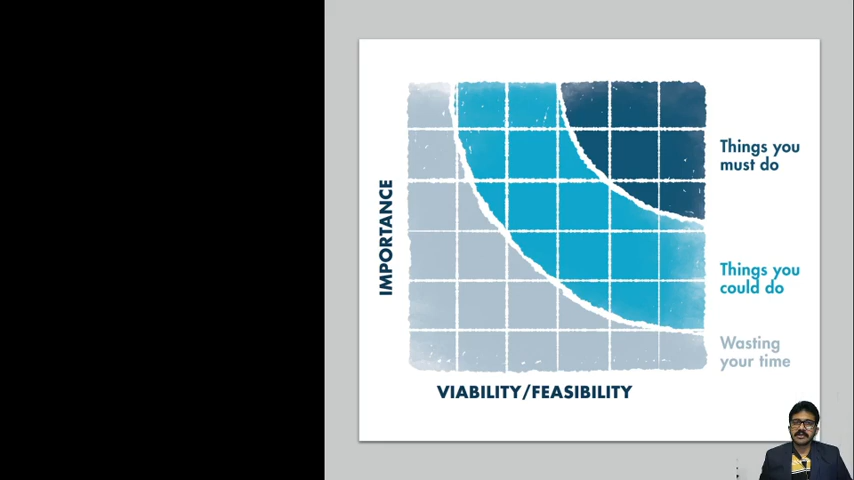 IMPORTANCE
Things you
must do
Things you
could do
Wasting
your time
VIABILITY/FEASIBILITY